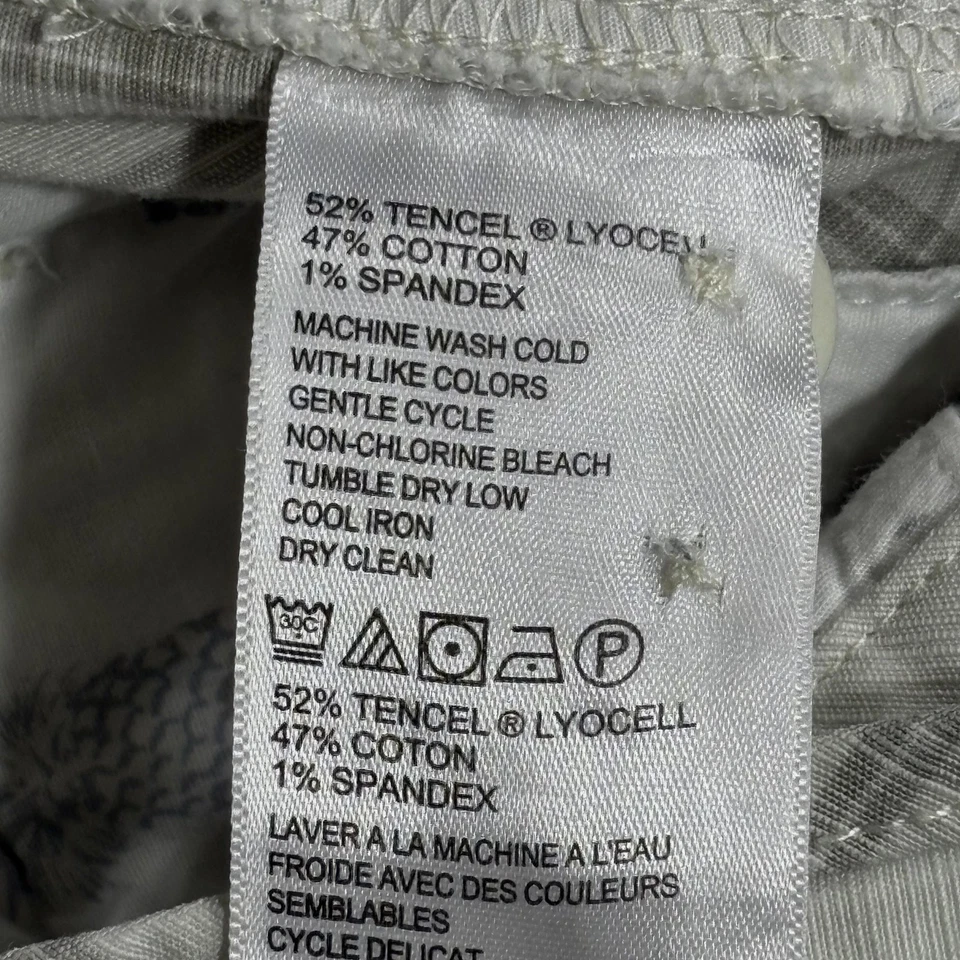 52% TENCEL ® LYOCELL
47% COTTON
1% SPANDEX
MACHINE WASH COLD
WITH LIKE COLORS
GENTLE CYCLE
NON-CHLORINE BLEACH
TUMBLE DRY LOW
COOL IRON
DRY CLEAN
30C P
52% TENCEL ® LYOCELL
47% COTON
1% SPANDEX
LAVER A LA MACHINE A L'EAU
FROIDE AVEC DES COULEURS
SEMBLABLES
CYCLE DELICAT